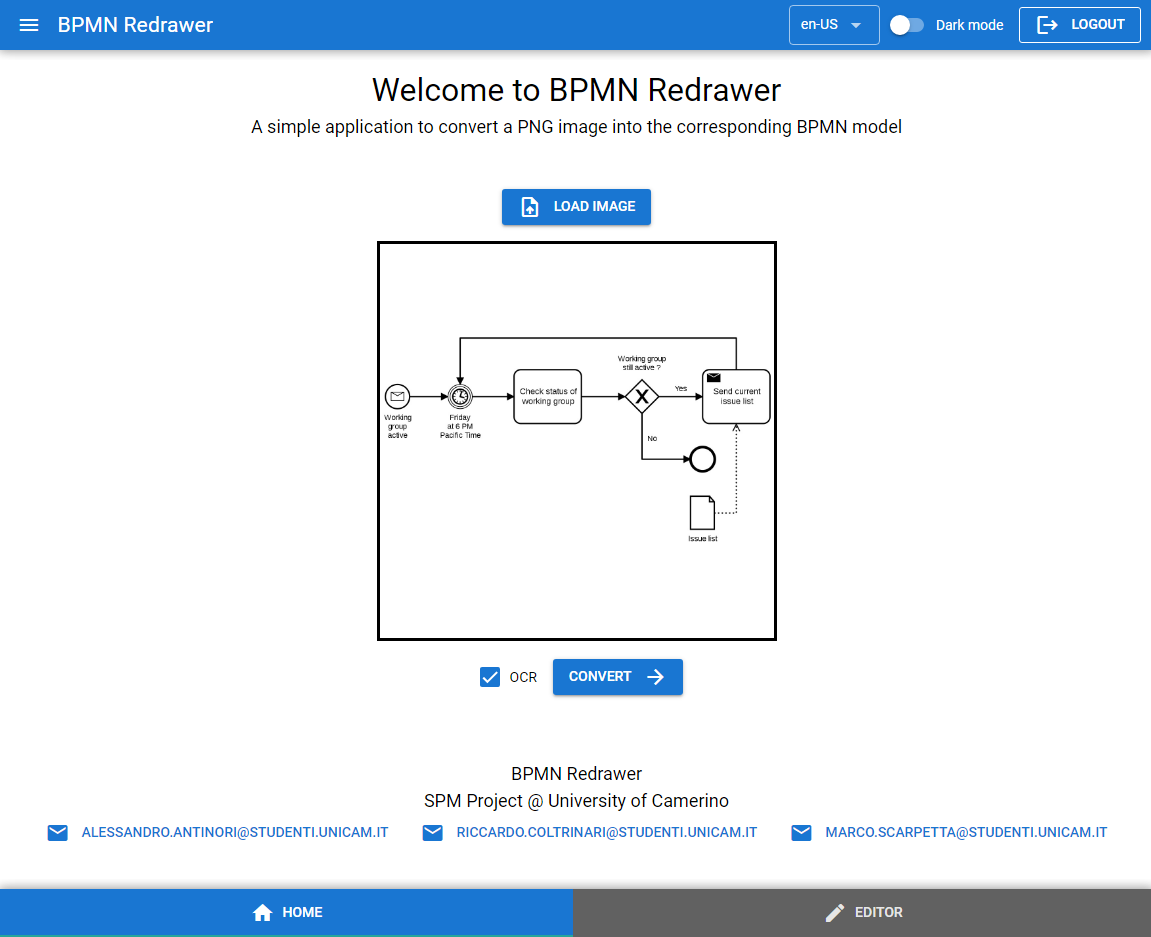 BPMN Redrawer
en-US
Dark mode
LOGOUT
Welcome to BPMN Redrawer
A simple application to convert a PNG image into the corresponding BPMN model
LOAD IMAGE
Working group
still active ?
Check status of
working group
Yes
Send current
issue list
Working
group
active
Friday
at 6 PM
Pacific Time
No
Issue list
OCR
CONVERT
BPMN Redrawer
SPM Project @ University of Camerino
ALESSANDRO.ANTINORI@STUDENTI.UNICAM.IT
RICCARDO.COLTRINARI@STUDENTI.UNICAM.IT
MARCO.SCARPETTA@STUDENTI.UNICAM.IT
HOME
EDITOR